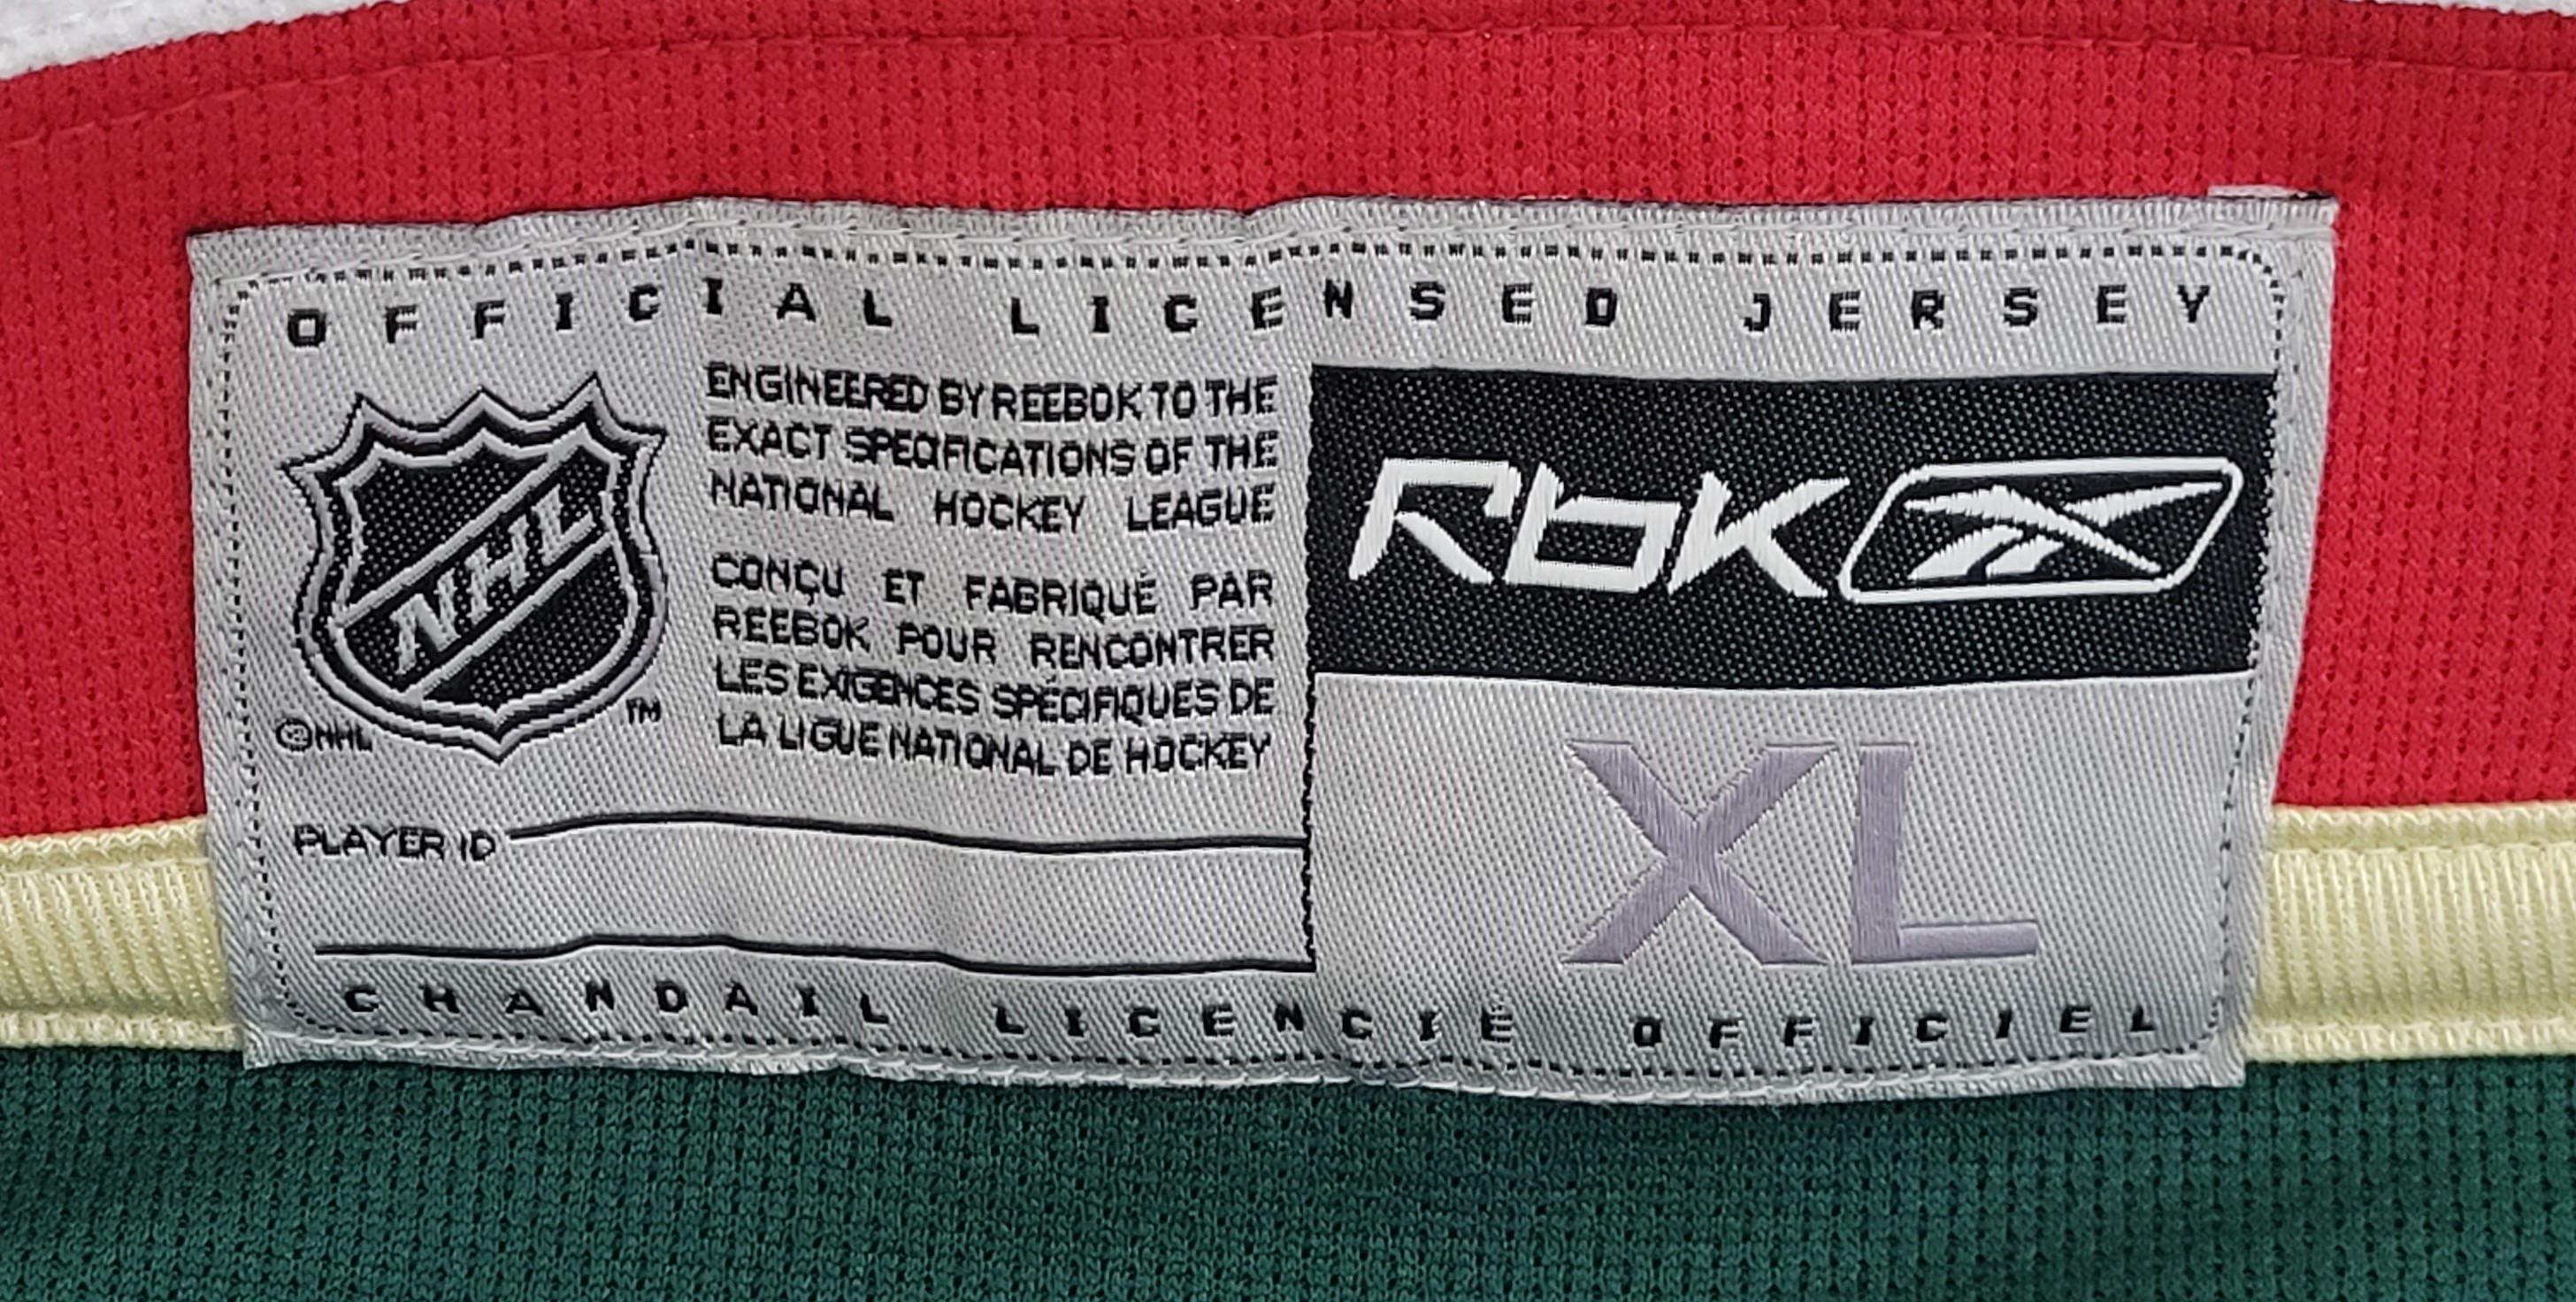 OFFICIAL LICENSED JERSEY
NHL
TM
©NHL
ENGINEERED BY REEBOK TO THE
EXACT SPECIFICATIONS OF THE
NATIONAL HOCKEY LEAGUE
CONÇU ET FABRIQUÉ PAR
REEBOK POUR RENCONTRER
LES EXIGENCES SPÉCIFIQUES DE
LA LIGUE NATIONAL DE HOCKEY
PLAYER ID
Rbk
XL
CHANDAIL LICENCIÉ OFFICIEL